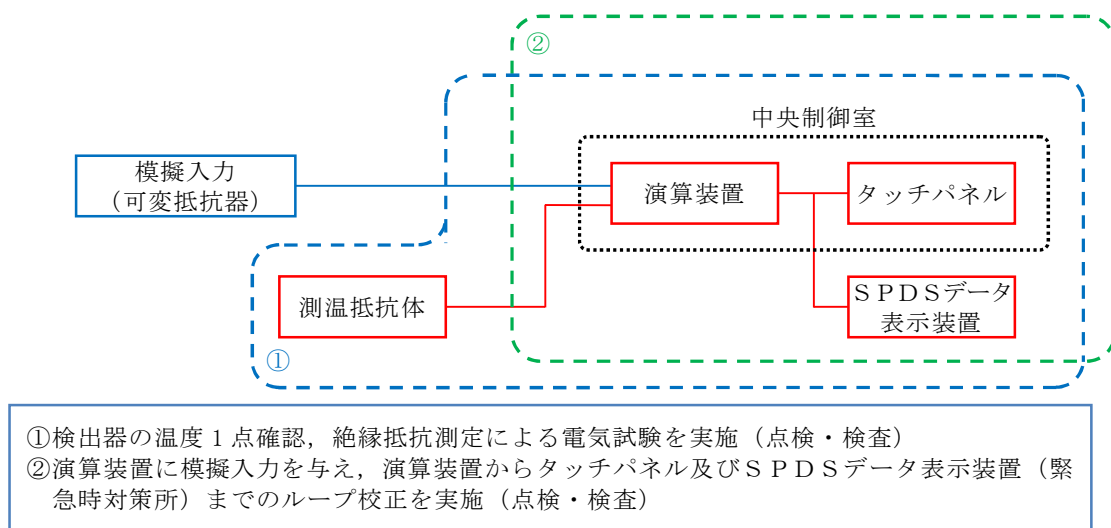 ②
中央制御室
模擬入力
（可変抵抗器）
演算装置
タッチパネル
測温抵抗体
ＳＰＤＳデータ
表示装置
①
①検出器の温度１点確認，絶縁抵抗測定による電気試験を実施（点検・検査）
②演算装置に模擬入力を与え，演算装置からタッチパネル及びＳＰＤＳデータ表示装置（緊
急時対策所）までのループ校正を実施（点検・検査）